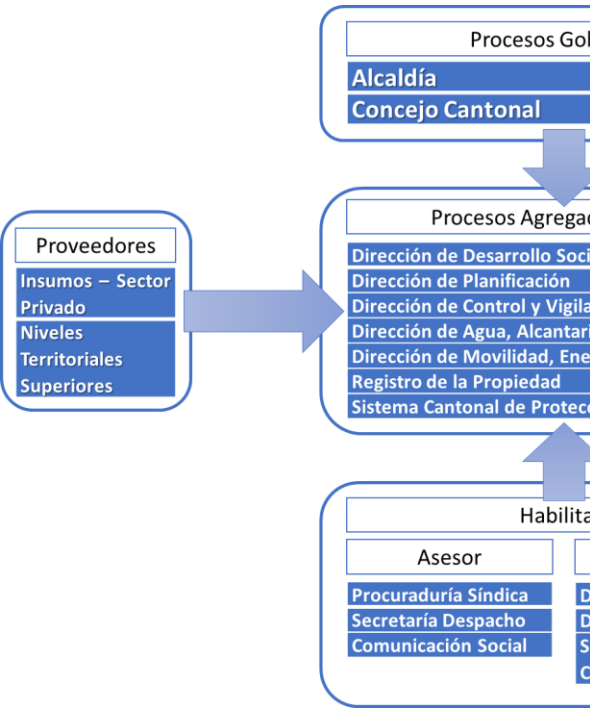 Procesos
Alcaldía
Concejo Cantonal
Proveedores
Insumos – Sector
Privado
Niveles
Territoriales
Superiores
Procesos
Dirección de Desarrollo
Dirección de Planificación
Dirección de Control y
Dirección de Agua,
Dirección de Movilidad,
Registro de la Propiedad
Sistema Cantonal de
Asesor
Procuraduría Síndica
Secretaría Despacho
Comunicación Social